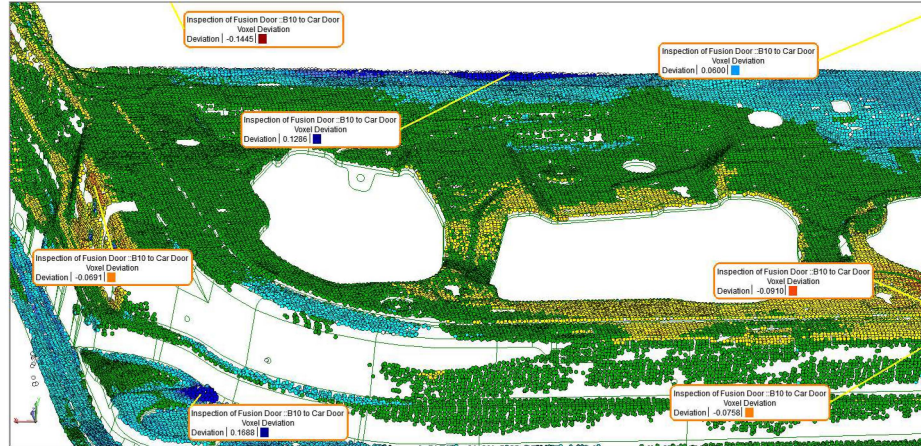 Inspection of Fusion Door ::B10 to Car Door
Voxel Deviation
Deviation | -0.1445|
Inspection of Fusion Door ::B10 to Car Door
Voxel Deviation
Deviation | 0.0600|
Inspection of Fusion Door ::B10 to Car Door
Voxel Deviation
Deviation | 0.1286|
Inspection of Fusion Door ::B10 to Car Door
Voxel Deviation
Deviation | -0.0691|
Inspection of Fusion Door ::B10 to Car Door
Voxel Deviation
Deviation | -0.0910|
Inspection of Fusion Door ::B10 to Car Door
Voxel Deviation
Deviation | -0.0758|
Inspection of Fusion Door ::B10 to Car Door
Voxel Deviation
Deviation | 0.1688|